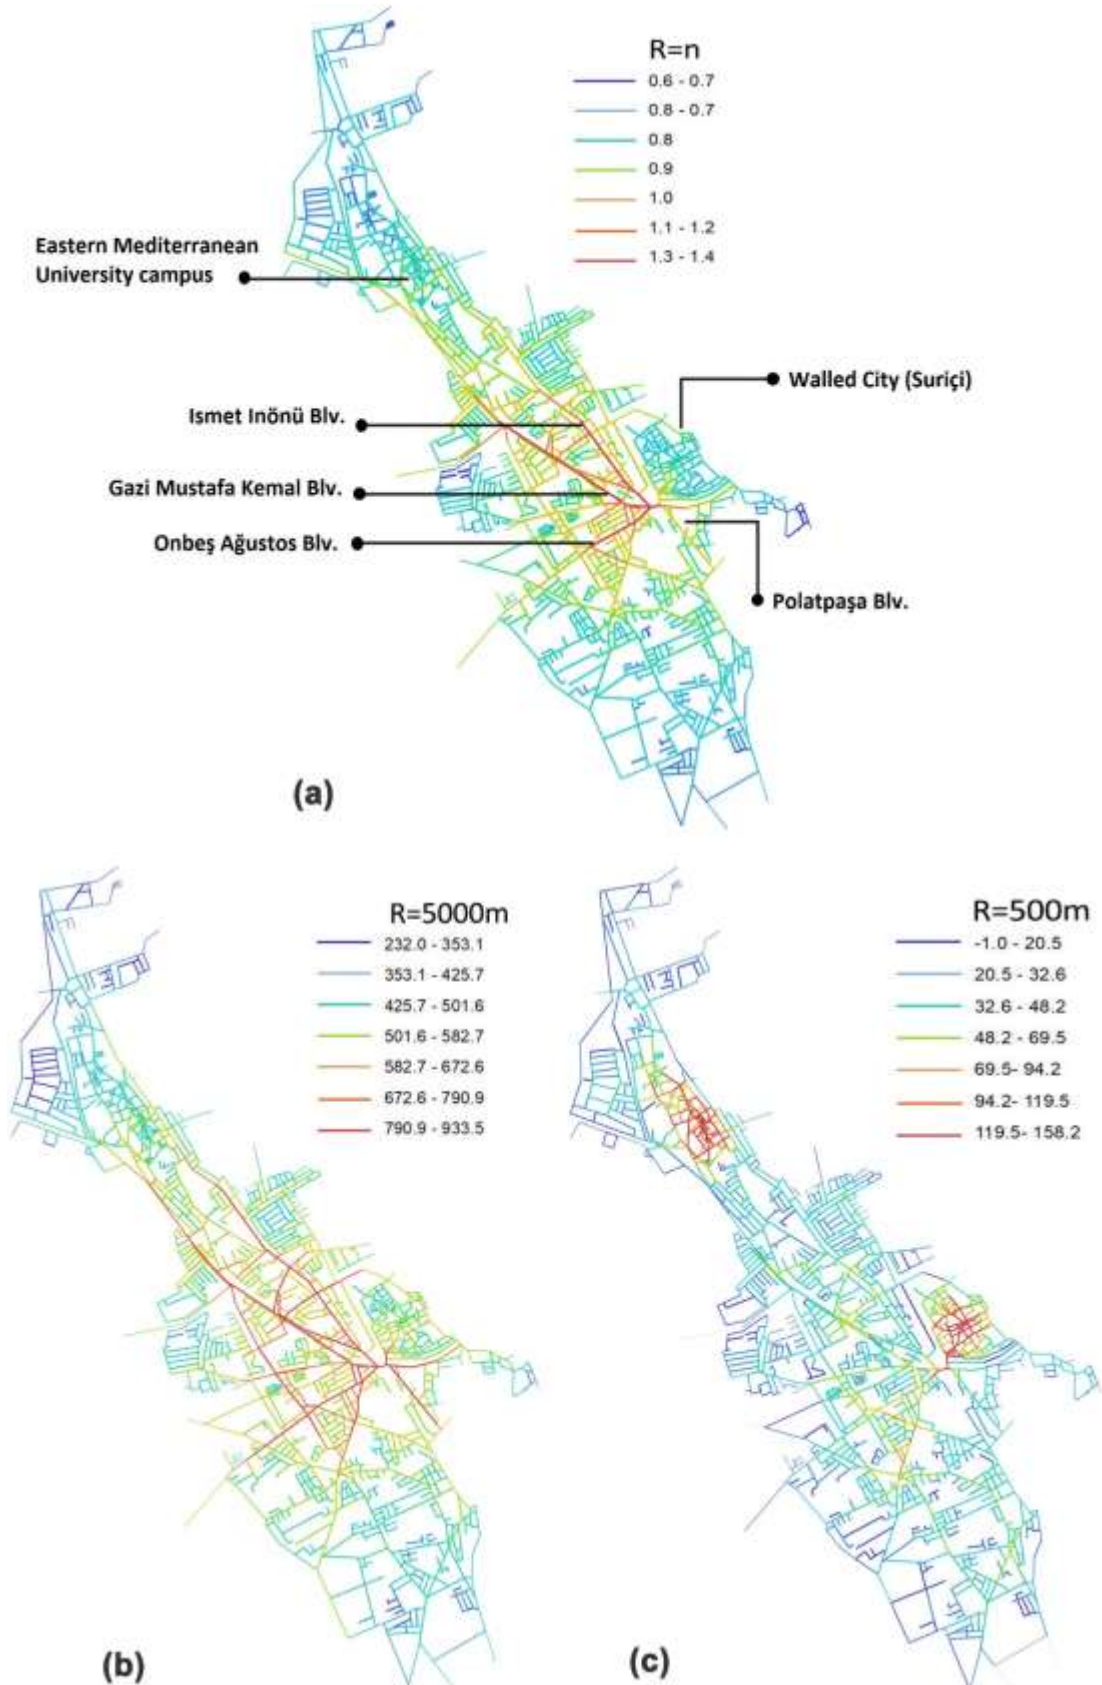 R=n
0.6 - 0.7
0.8 - 0.7
0.8
0.9
1.0
1.1 - 1.2
1.3 - 1.4
Eastern Mediterranean
University campus
Walled City (Suriçi)
Ismet Inönü Blv.
Gazi Mustafa Kemal Blv.
Onbeş Ağustos Blv.
Polatpaşa Blv.
(a)
R=5000m
232.0 - 353.1
353.1 - 425.7
425.7 - 501.6
501.6 - 582.7
582.7 - 672.6
672.6 - 790.9
790.9 - 933.5
R=500m
-1.0 - 20.5
20.5 - 32.6
32.6 - 48.2
48.2 - 69.5
69.5- 94.2
94.2- 119.5
119.5- 158.2
(b)
(c)